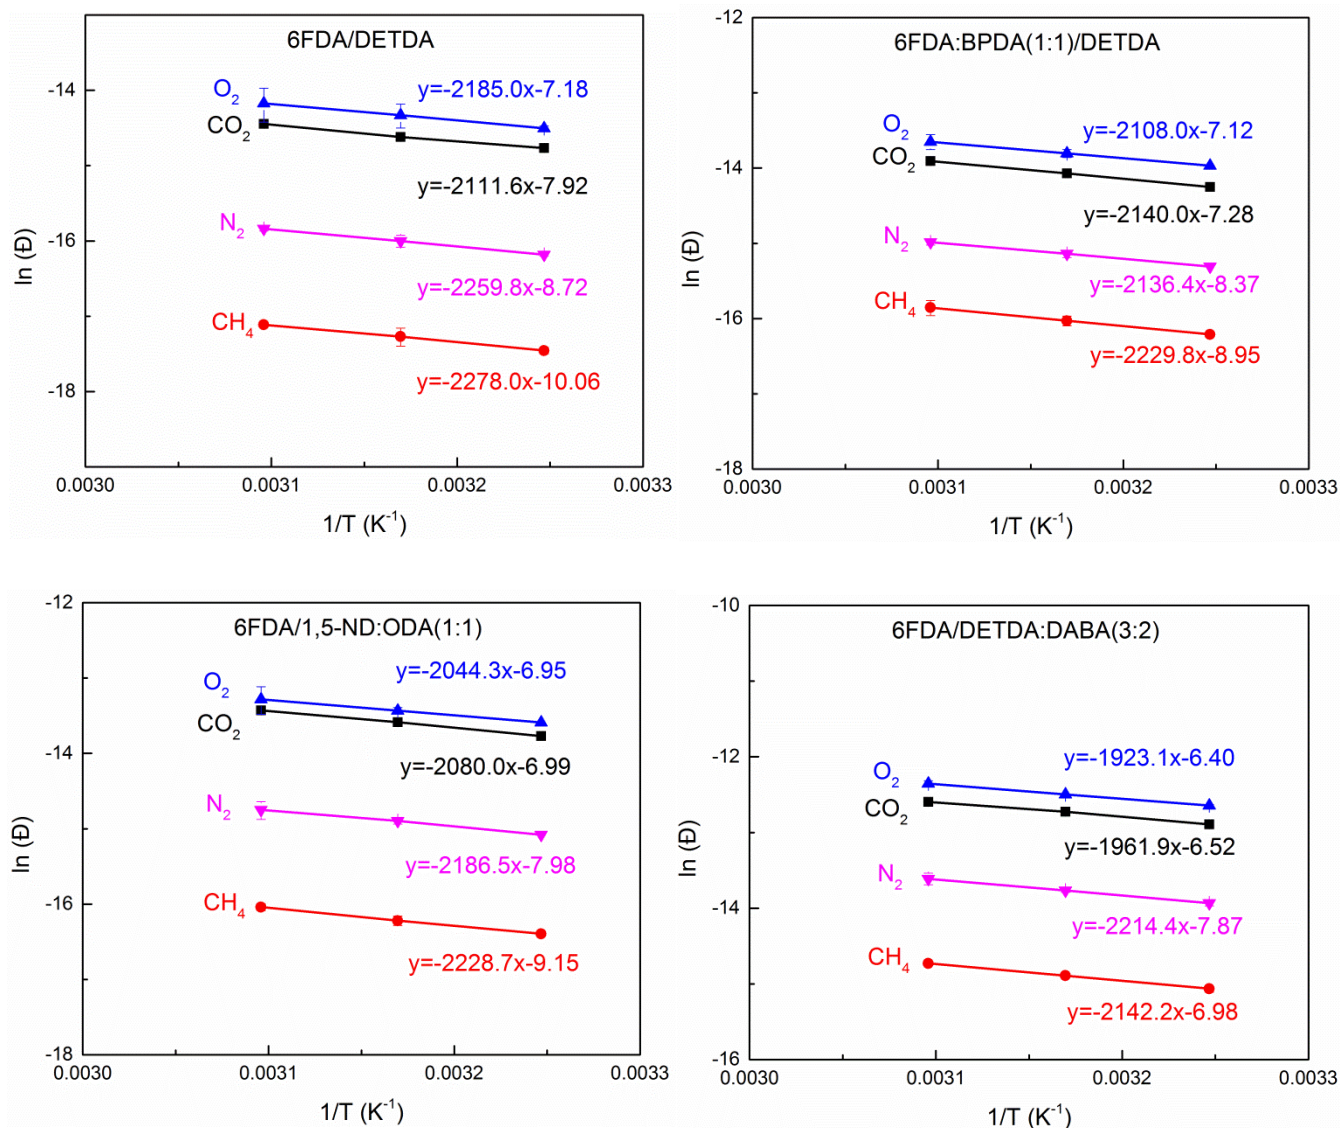 6FDA/DETDA
O₂
y=-2185.0x-7.18
CO₂
y=-2111.6x-7.92
N₂
y=-2259.8x-8.72
CH₄
y=-2278.0x-10.06
-14
-16
-18
ln (Đ)
0.0030 0.0031 0.0032 0.0033
1/T (K⁻¹)
6FDA:BPDA(1:1)/DETDA
O₂
y=-2108.0x-7.12
CO₂
y=-2140.0x-7.28
N₂
y=-2136.4x-8.37
CH₄
y=-2229.8x-8.95
-12
-14
-16
-18
ln (Đ)
0.0030 0.0031 0.0032 0.0033
1/T (K⁻¹)
6FDA/1,5-ND:ODA(1:1)
O₂
y=-2044.3x-6.95
CO₂
y=-2080.0x-6.99
N₂
y=-2186.5x-7.98
CH₄
y=-2228.7x-9.15
-12
-14
-16
-18
ln (Đ)
0.0030 0.0031 0.0032 0.0033
1/T (K⁻¹)
6FDA/DETDA:DABA(3:2)
O₂
y=-1923.1x-6.40
CO₂
y=-1961.9x-6.52
N₂
y=-2214.4x-7.87
CH₄
y=-2142.2x-6.98
-10
-12
-14
-16
ln (Đ)
0.0030 0.0031 0.0032 0.0033
1/T (K⁻¹)